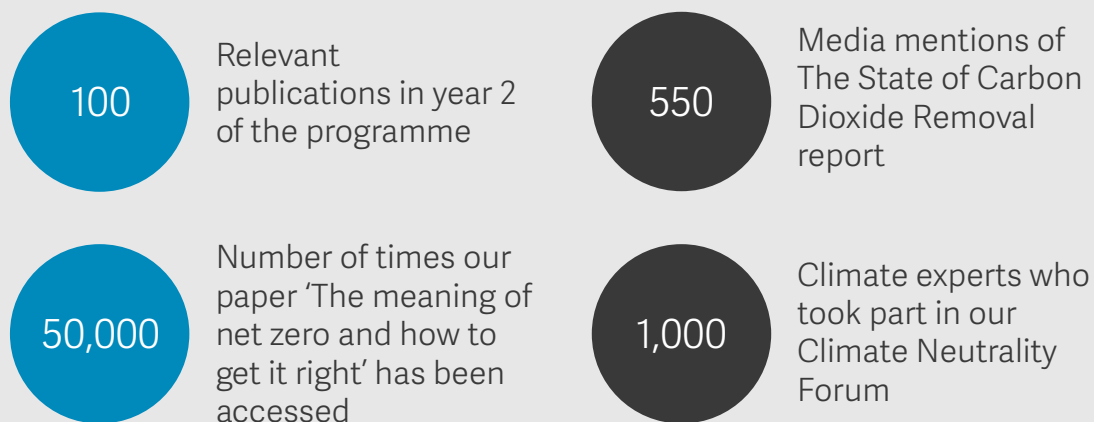 100
Relevant
publications in year 2
of the programme
550
Media mentions of
The State of Carbon
Dioxide Removal
report
50,000
Number of times our
paper ‘The meaning of
net zero and how to
get it right’ has been
accessed
1,000
Climate experts who
took part in our
Climate Neutrality
Forum